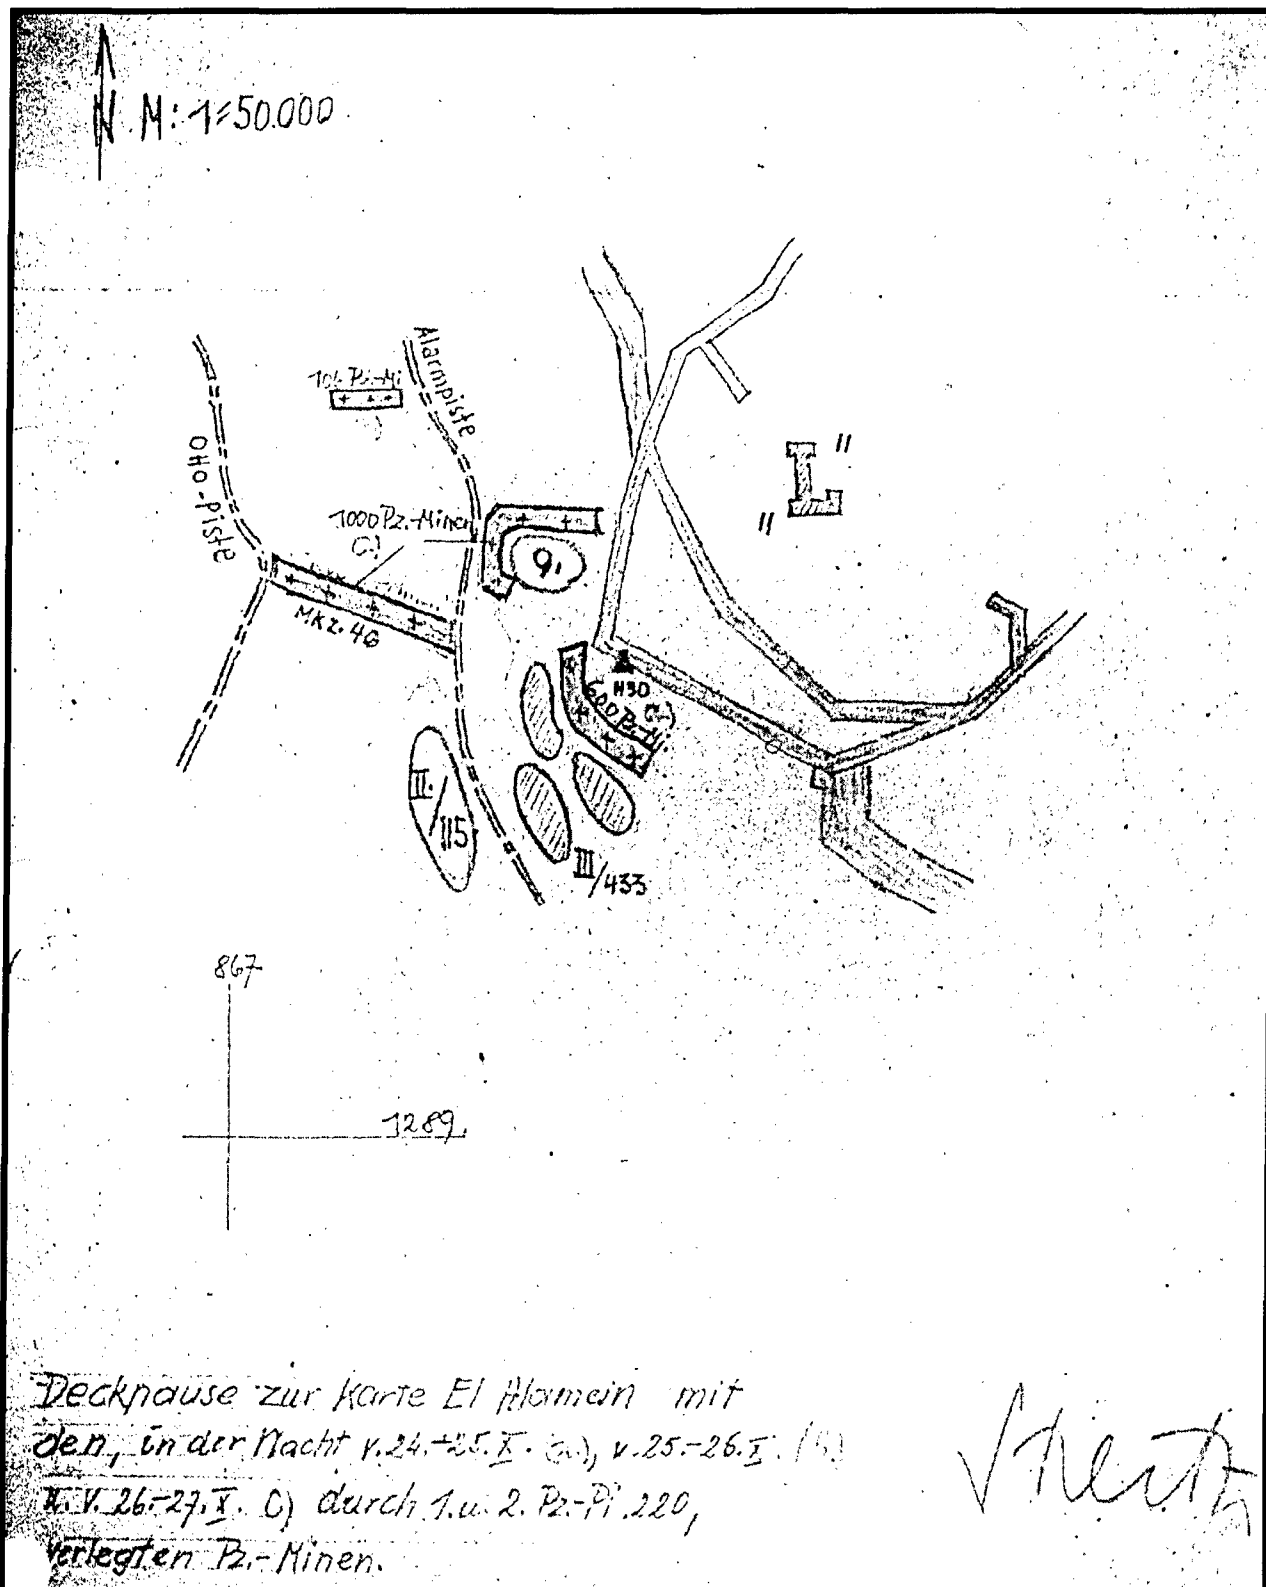 N M: 1=50.000
Alarmpiste
Pz.-Mi
OHO-Piste
"L"
1000 Pz.-Minen
c)
9.
MKZ. 4G
H30
600 Pz.-M
c)
II.
115
III/433
867
1289
Deckpause zur Karte El Alamein mit
den, in der Nacht v. 24.-25.X. (a), v. 25.-26.X. (b)
u. v. 26.-27.X. c) durch 1. u. 2. Pz.-Pi. 220,
verlegten Pz.-Minen.